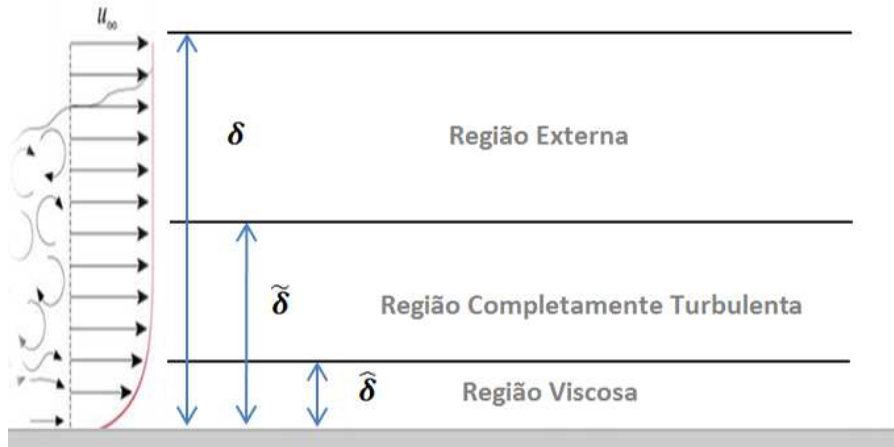 u∞
δ
Região Externa
δ̃
Região Completamente Turbulenta
δ̂
Região Viscosa